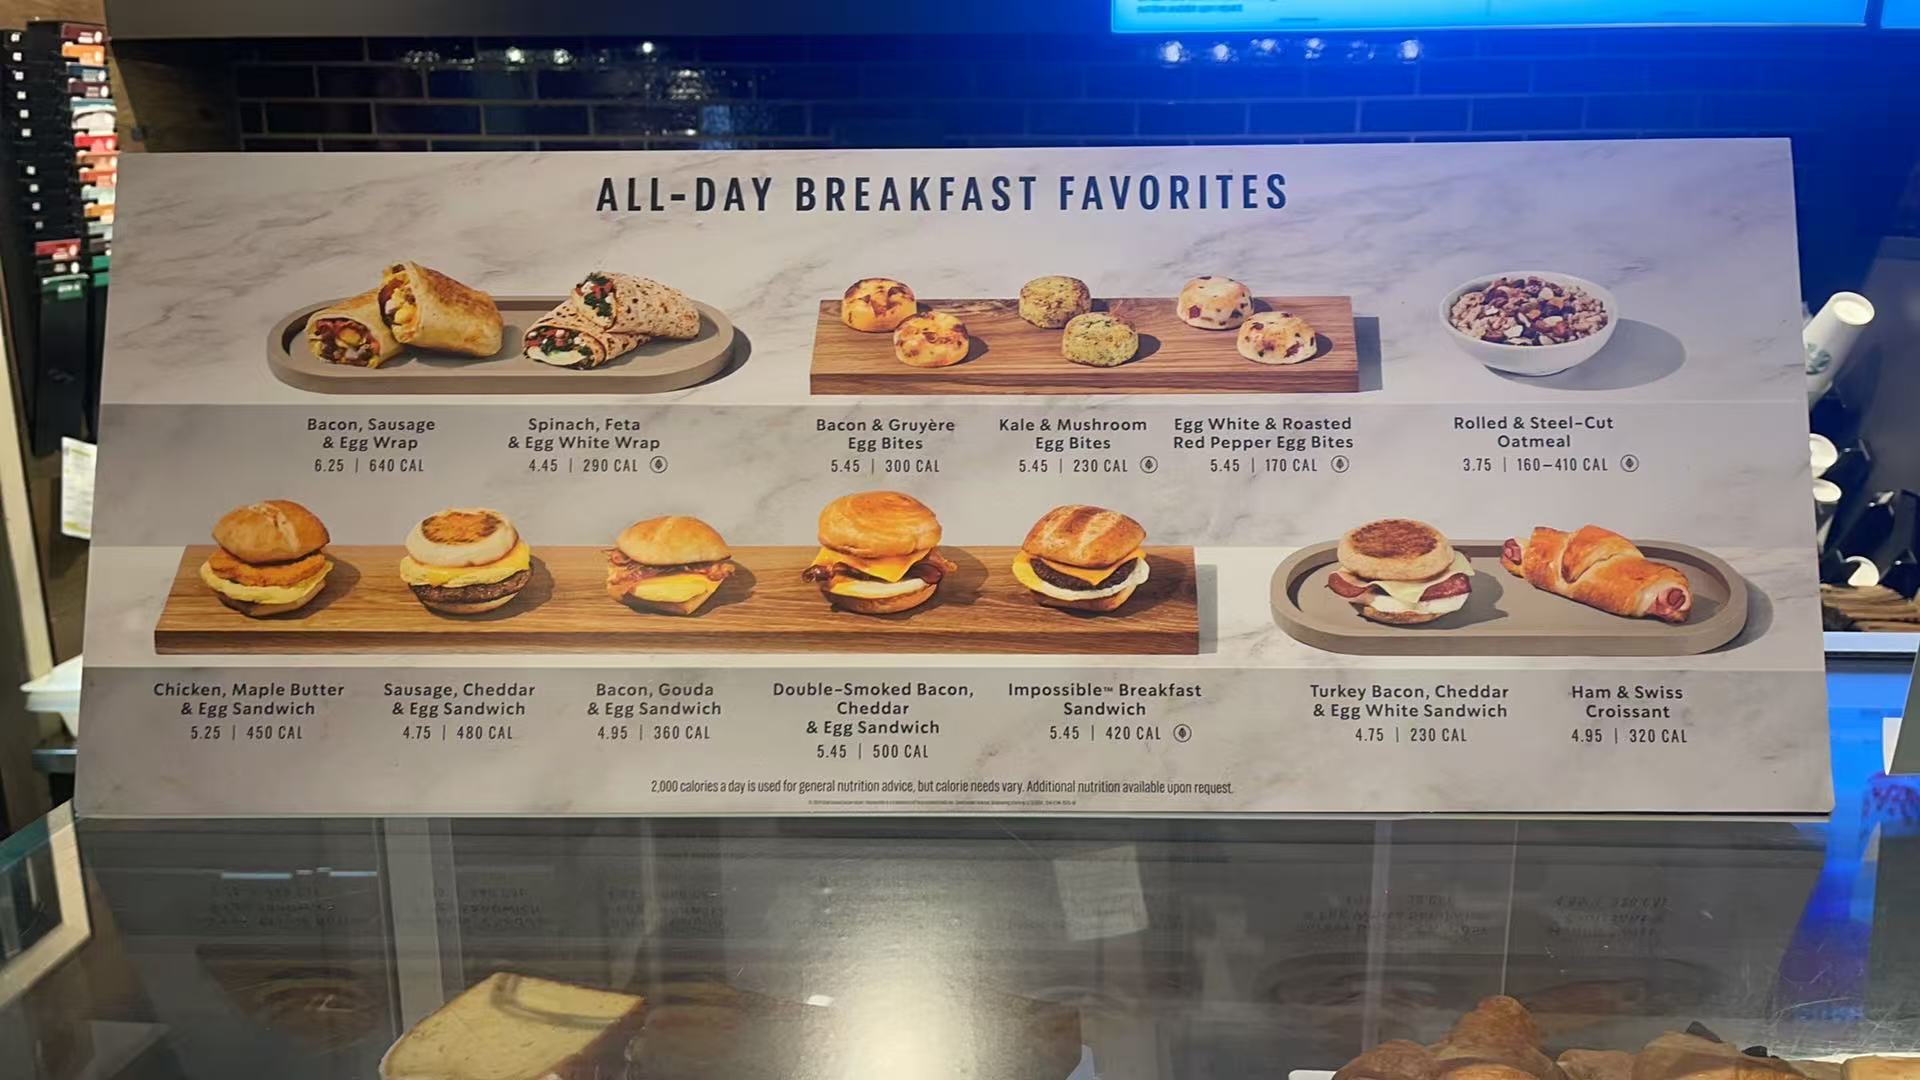 ALL-DAY BREAKFAST FAVORITES
Bacon, Sausage
& Egg Wrap
6.25 | 640 CAL
Spinach, Feta
& Egg White Wrap
4.45 | 290 CAL
Bacon & Gruyère
Egg Bites
5.45 | 300 CAL
Kale & Mushroom
Egg Bites
5.45 | 230 CAL
Egg White & Roasted
Red Pepper Egg Bites
5.45 | 170 CAL
Rolled & Steel-Cut
Oatmeal
3.75 | 160–410 CAL
Chicken, Maple Butter
& Egg Sandwich
5.25 | 450 CAL
Sausage, Cheddar
& Egg Sandwich
4.75 | 480 CAL
Bacon, Gouda
& Egg Sandwich
4.95 | 360 CAL
Double-Smoked Bacon,
Cheddar
& Egg Sandwich
5.45 | 500 CAL
Impossible™ Breakfast
Sandwich
5.45 | 420 CAL
Turkey Bacon, Cheddar
& Egg White Sandwich
4.75 | 230 CAL
Ham & Swiss
Croissant
4.95 | 320 CAL
2,000 calories a day is used for general nutrition advice, but calorie needs vary. Additional nutrition available upon request.